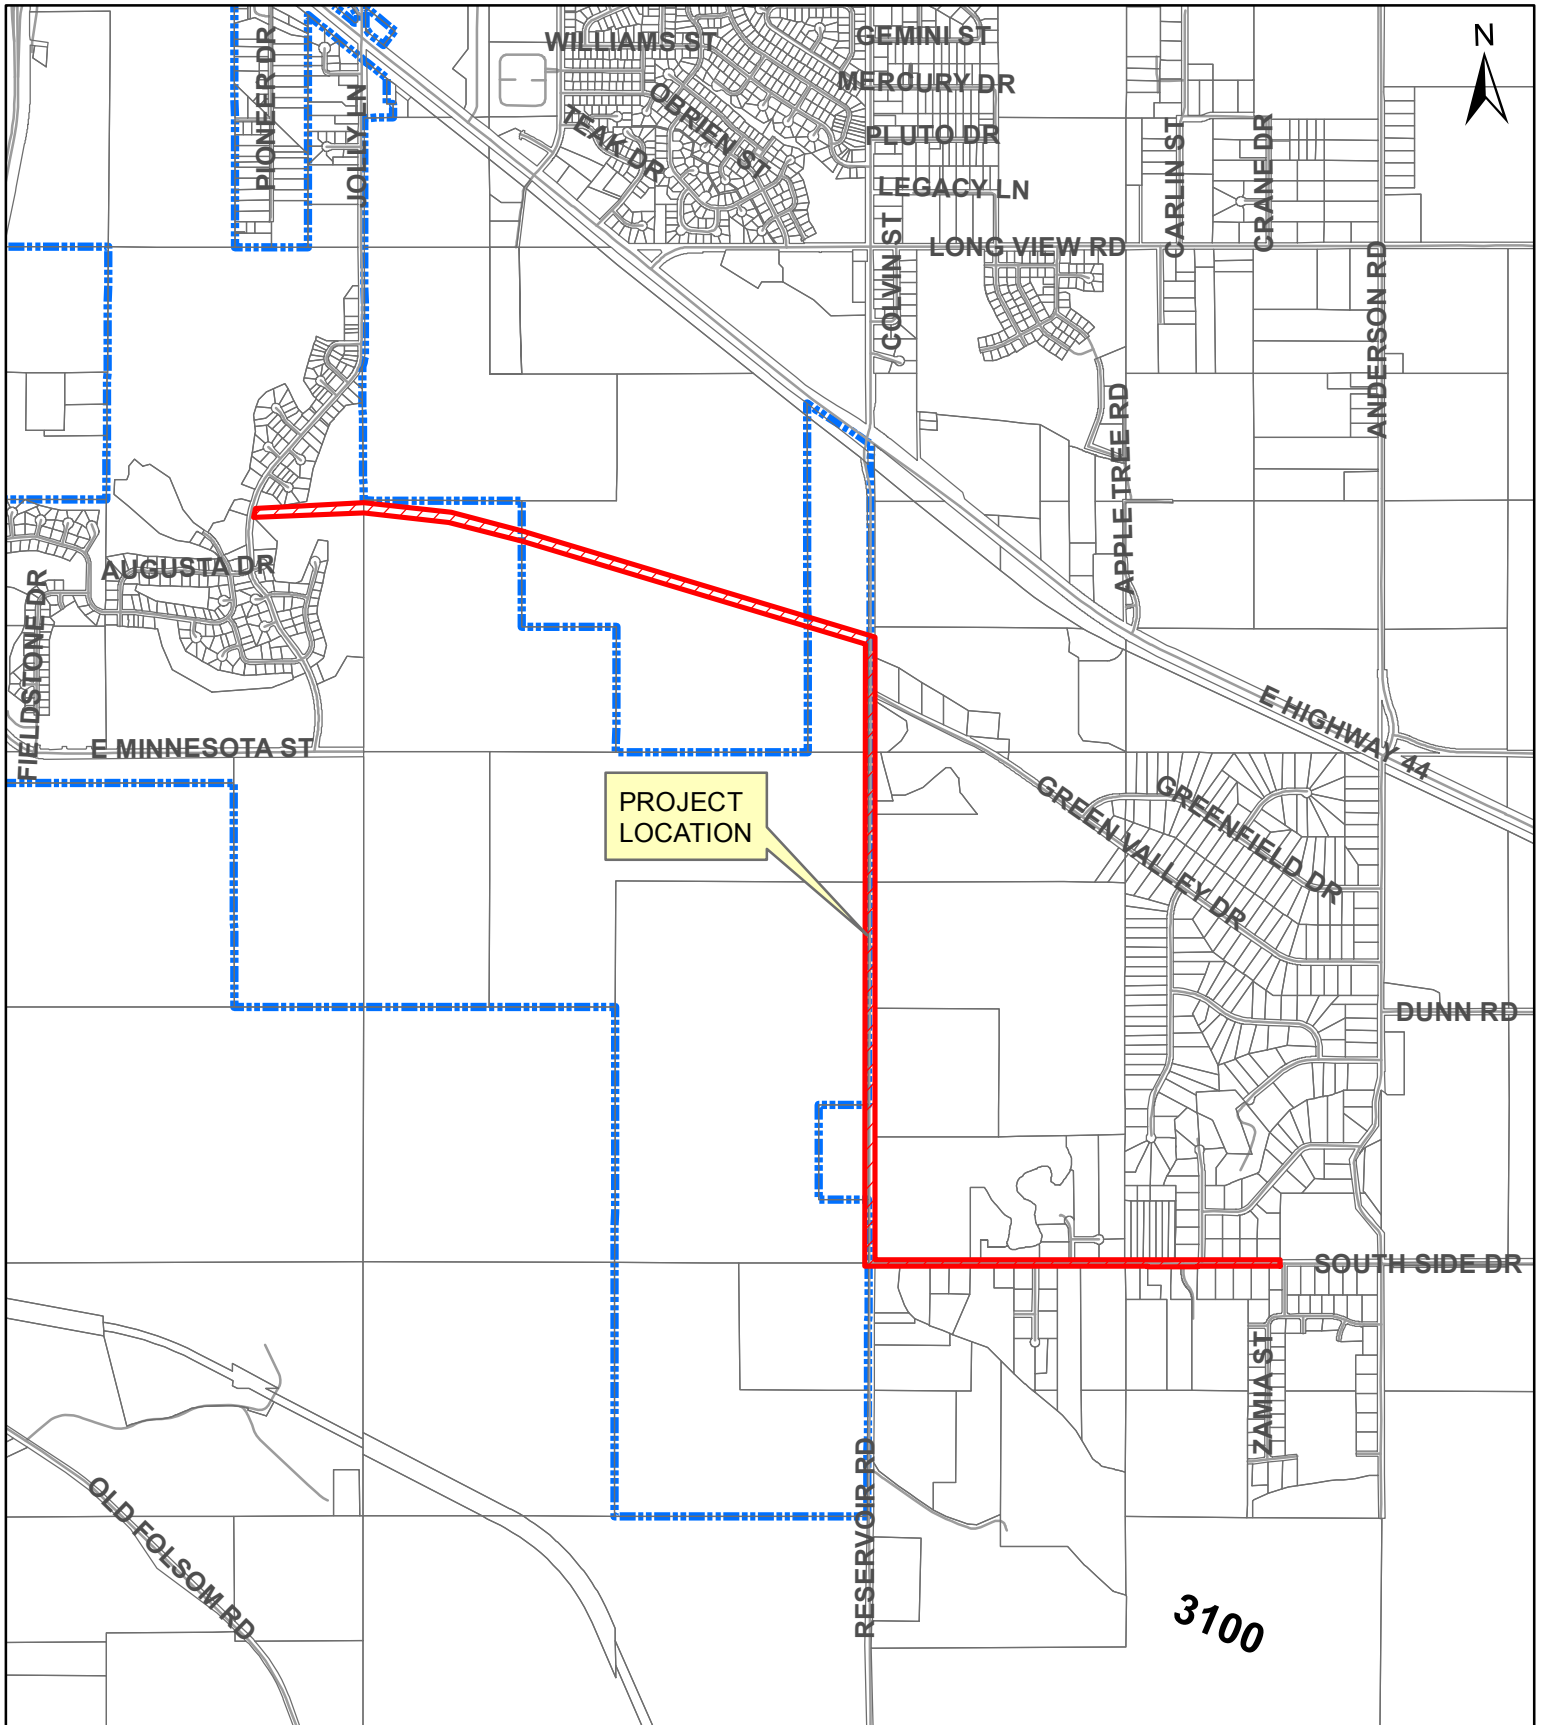 N
WILLIAMS ST
GEMINI ST
PIONEER DR
MERCURY DR
JOLLY LN
OBRIEN ST
TEAK DR
PLUTO DR
CARLIN ST
CRANE DR
LEGACY LN
COLVIN ST
LONG VIEW RD
ANDERSON RD
APPLETREE RD
AUGUSTA DR
FIELDSTONE DR
E MINNESOTA ST
E HIGHWAY 44
PROJECT
LOCATION
GREEN VALLEY DR
GREENFIELD DR
DUNN RD
SOUTH SIDE DR
ZAMIA ST
RESERVOIR RD
OLD FOLSOM RD
3100